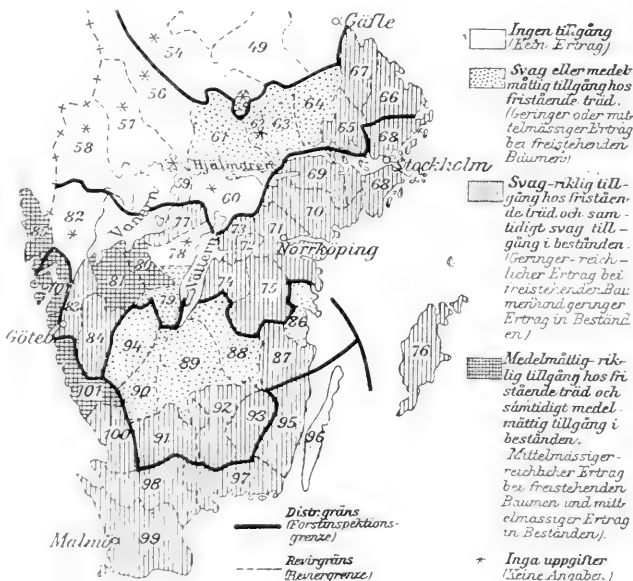 Gäfle
54
49
56
67
66
57
64
61
62
63
65
68
58
Hjälmaren
Stockholm
59
69
68
60
70
82
Vänern
77
73
71
72
78
Norrköping
80
81
Vättern
74
75
79
83
Göteb
84
86
94
88
76
89
87
101
90
92
93
95
100
91
96
98
97
99
Malmö
Distr.gräns
(Forstinspektions-
grenze)
Revirgräns
(Reviergrenze)
Ingen tillgång
(Kein Ertrag)
Svag eller medel-
måttig tillgång hos
fristående träd.
(Geringer oder mit-
telmässiger Ertrag
bei freistehenden
Bäumen)
Svag-riklig till-
gång hos friståen-
de träd och sam-
tidigt svag till-
gång i bestånden.
(Geringer-reich-
licher Ertrag bei
freistehenden Bäu-
men und geringer
Ertrag in Beständ
en)
Medelmåttig-rik-
lig tillgång hos fri
stående träd och
samtidigt medel
måttig tillgång i
bestånden.
Mittelmässiger-
reichlicher Ertrag
bei freistehenden
Bäumen und mitt
elmässiger Ertrag
in Beständen).
* Inga uppgifter
(Keine Angaben.)